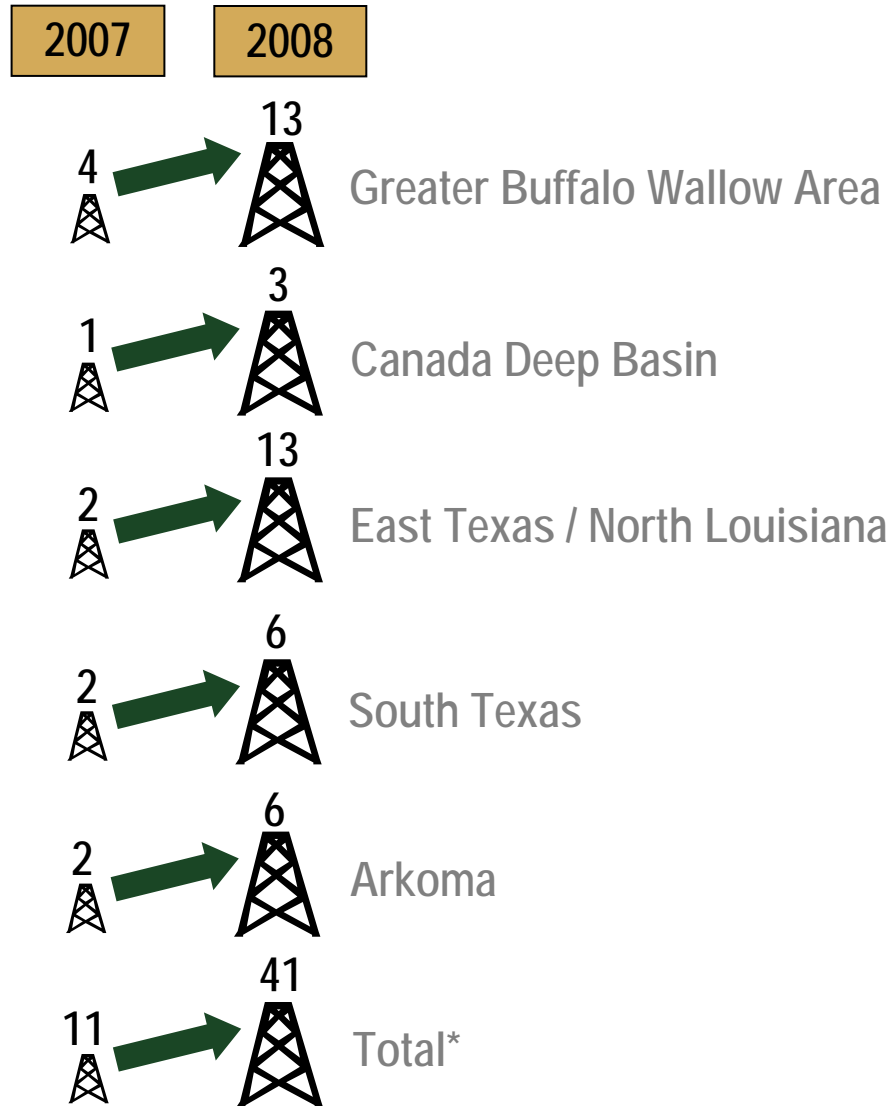 2007 2008
4 13 Greater Buffalo Wallow Area
1 3 Canada Deep Basin
2 13 East Texas / North Louisiana
2 6 South Texas
2 6 Arkoma
11 41 Total*